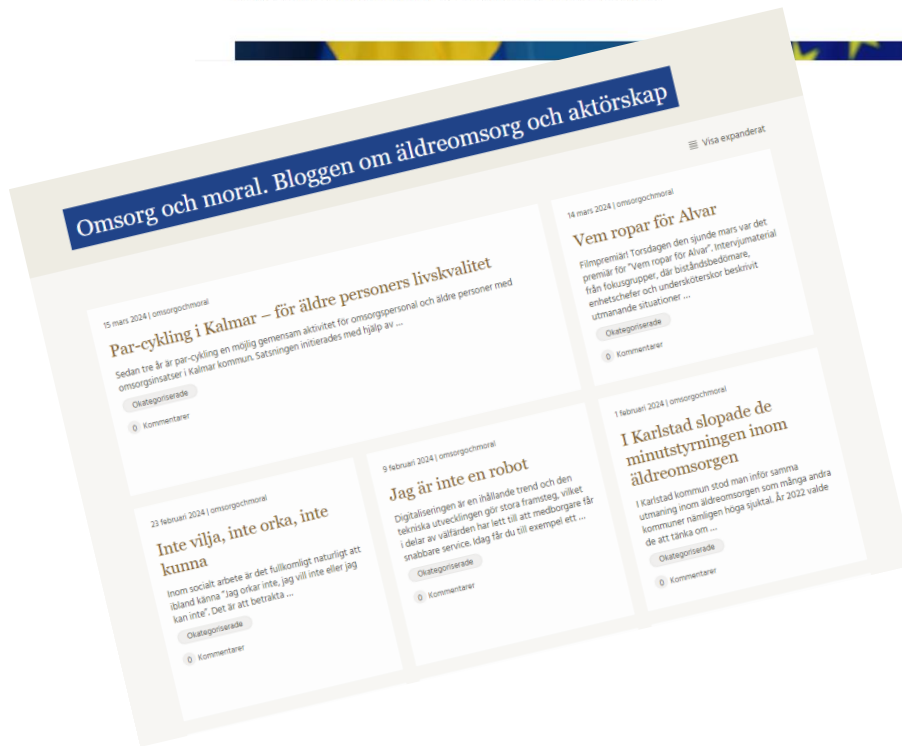 Omsorg och moral. Bloggen om äldreomsorg och aktörskap
Visa expanderat
15 mars 2024 | omsorgochmoral
Par-cykling i Kalmar – för äldre personers livskvalitet
Sedan tre år är par-cykling en möjlig gemensam aktivitet för omsorgspersonal och äldre personer med
omsorgsinsatser i Kalmar kommun. Satsningen initierades med hjälp av ...
Okategoriserade
0 Kommentarer
14 mars 2024 | omsorgochmoral
Vem ropar för Alvar
Filmpremiär! Torsdagen den sjunde mars var det
premiär för "Vem ropar för Alvar". Intervjumaterial
från fokusgrupper, där biståndsbedömare,
enhetschefer och undersköterskor beskrivit
utmanande situationer ...
Okategoriserade
0 Kommentarer
23 februari 2024 | omsorgochmoral
Inte vilja, inte orka, inte
kunna
Inom socialt arbete är det fullkomligt naturligt att
ibland känna "Jag orkar inte, jag vill inte eller jag
kan inte". Det är att betrakta ...
Okategoriserade
0 Kommentarer
9 februari 2024 | omsorgochmoral
Jag är inte en robot
Digitaliseringen är en ihållande trend och den
tekniska utvecklingen gör stora framsteg, vilket
i delar av välfärden har lett till att medborgare får
snabbare service. Idag får du till exempel ett ...
Okategoriserade
0 Kommentarer
1 februari 2024 | omsorgochmoral
I Karlstad slopade de
minutstyrningen inom
äldreomsorgen
I Karlstad kommun stod man inför samma
utmaning inom äldreomsorgen som många andra
kommuner nämligen höga sjuktal. År 2022 valde
de att tänka om ...
Okategoriserade
0 Kommentarer